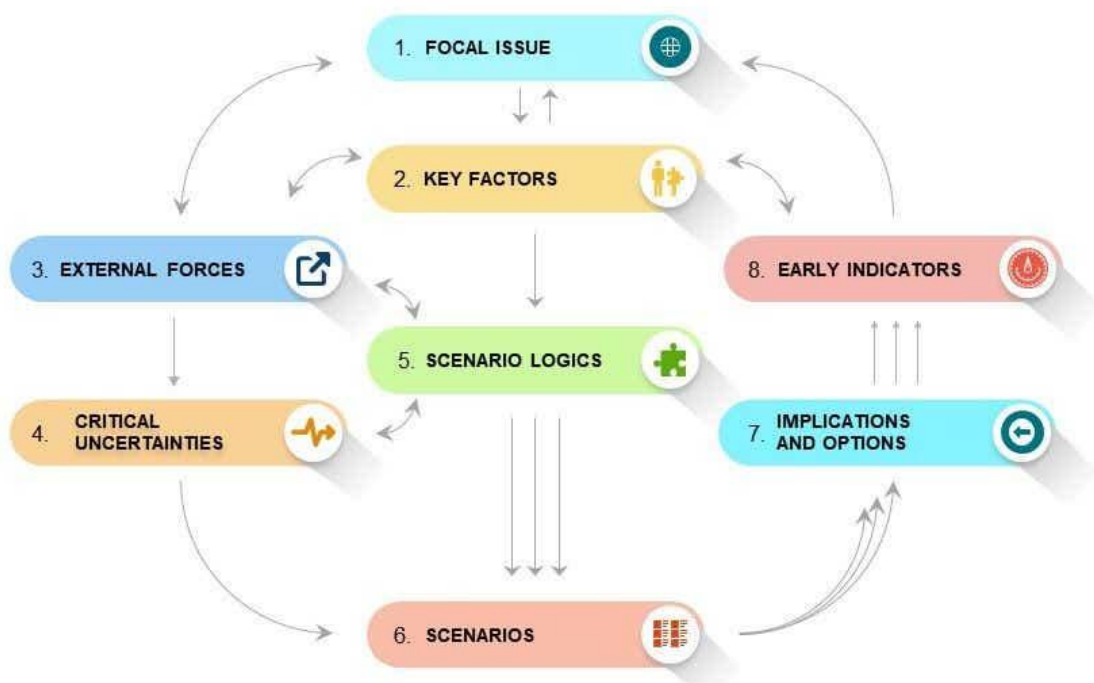 1. FOCAL ISSUE
2. KEY FACTORS
3. EXTERNAL FORCES
8. EARLY INDICATORS
5. SCENARIO LOGICS
4. CRITICAL
UNCERTAINTIES
7. IMPLICATIONS
AND OPTIONS
6. SCENARIOS